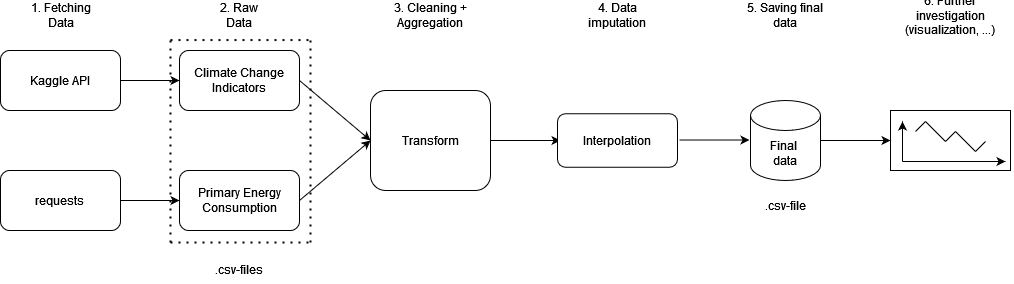 1. Fetching
Data
2. Raw
Data
3. Cleaning +
Aggregation
4. Data
imputation
5. Saving final
data
6. Further
investigation
(visualization, ...)
Kaggle API
Climate Change
Indicators
Transform
Interpolation
Final
data
requests
Primary Energy
Consumption
.csv-file
.csv-files